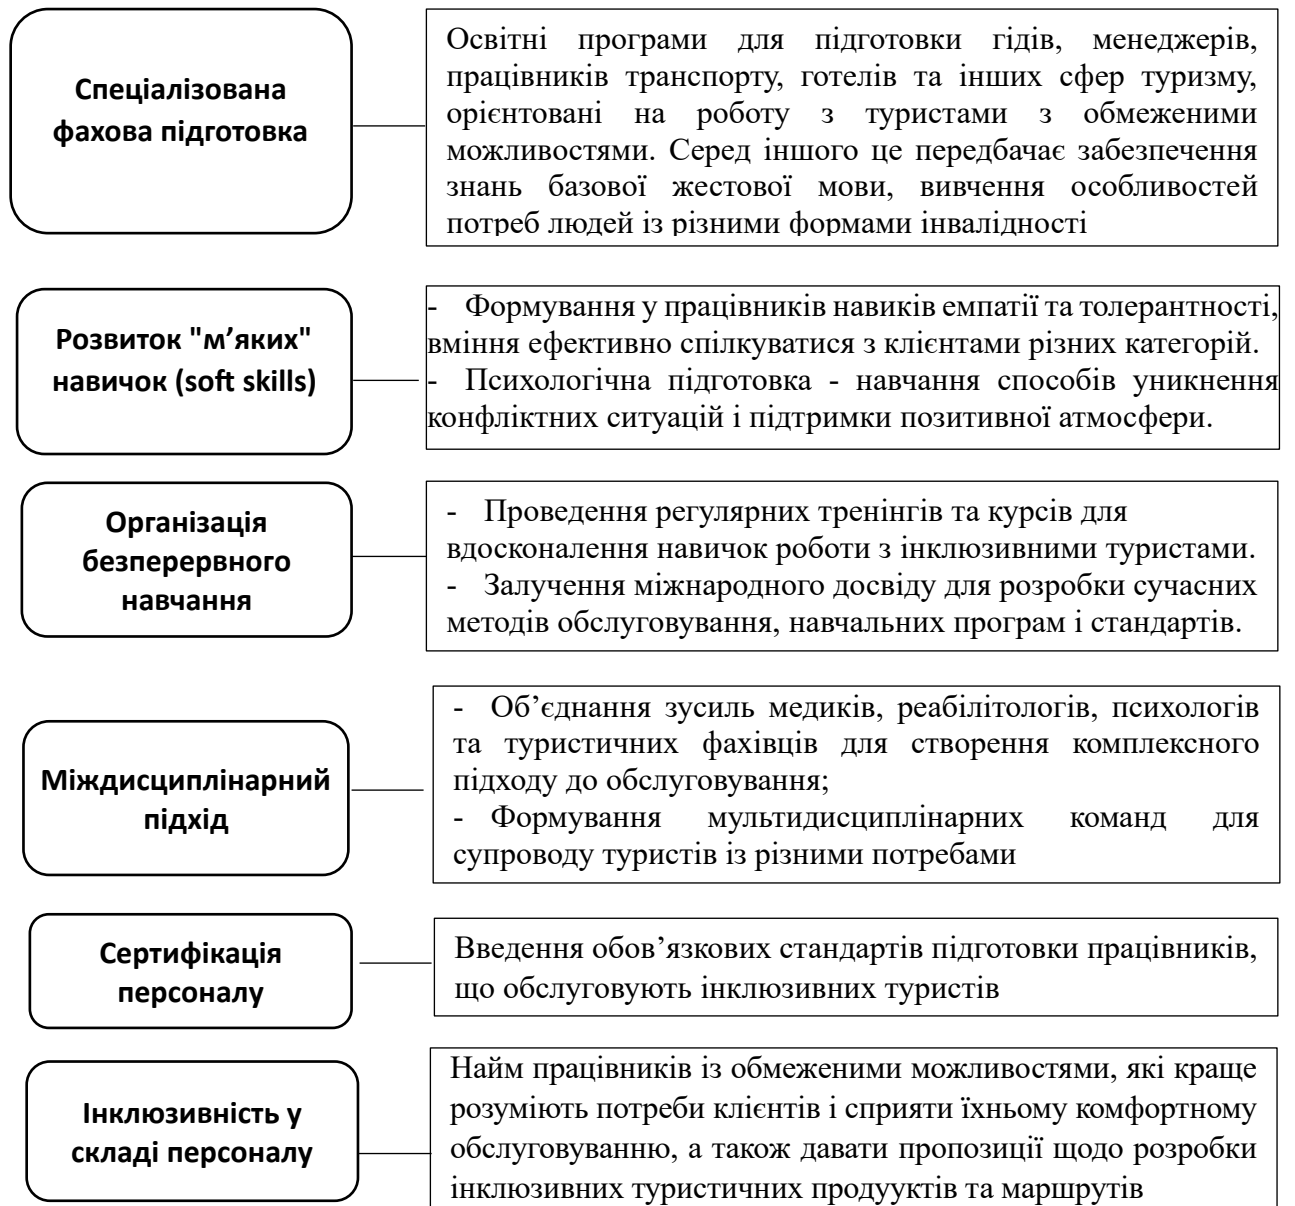 Спеціалізована
фахова підготовка
Освітні програми для підготовки гідів, менеджерів,
працівників транспорту, готелів та інших сфер туризму,
орієнтовані на роботу з туристами з обмеженими
можливостями. Серед іншого це передбачає забезпечення
знань базової жестової мови, вивчення особливостей
потреб людей із різними формами інвалідності
Розвиток "м’яких"
навичок (soft skills)
- Формування у працівників навиків емпатії та толерантності,
вміння ефективно спілкуватися з клієнтами різних категорій.
- Психологічна підготовка - навчання способів уникнення
конфліктних ситуацій і підтримки позитивної атмосфери.
Організація
безперервного
навчання
- Проведення регулярних тренінгів та курсів для
вдосконалення навичок роботи з інклюзивними туристами.
- Залучення міжнародного досвіду для розробки сучасних
методів обслуговування, навчальних програм і стандартів.
Міждисциплінарний
підхід
- Об’єднання зусиль медиків, реабілітологів, психологів
та туристичних фахівців для створення комплексного
підходу до обслуговування;
- Формування мультидисциплінарних команд для
супроводу туристів із різними потребами
Сертифікація
персоналу
Введення обов’язкових стандартів підготовки працівників,
що обслуговують інклюзивних туристів
Інклюзивність у
складі персоналу
Найм працівників із обмеженими можливостями, які краще
розуміють потреби клієнтів і сприяти їхньому комфортному
обслуговуванню, а також давати пропозиції щодо розробки
інклюзивних туристичних продууктів та маршрутів